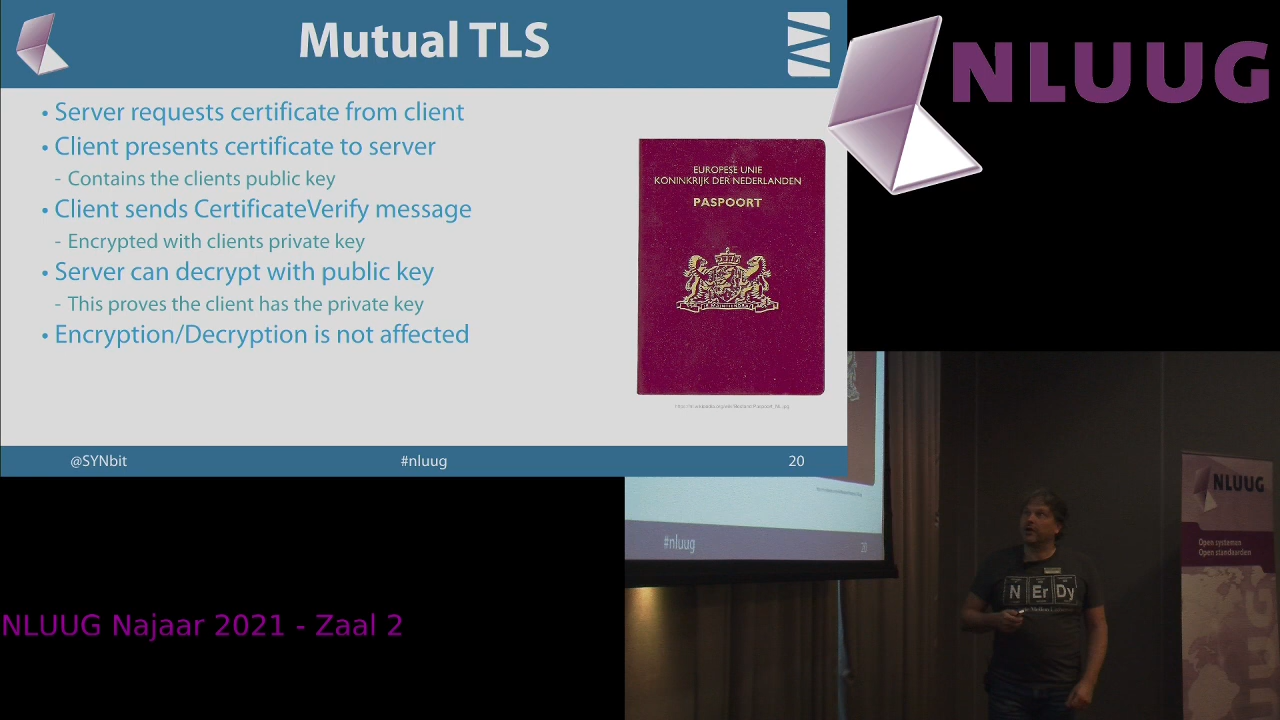 Mutual TLS
• Server requests certificate from client
• Client presents certificate to server
- Contains the clients public key
• Client sends CertificateVerify message
- Encrypted with clients private key
• Server can decrypt with public key
- This proves the client has the private key
• Encryption/Decryption is not affected
EUROPESE UNIE
KONINKRIJK DER NEDERLANDEN
PASPOORT
@SYNbit
#nluug
20
NLUUG
#nluug
20
NLUUG
Open systemen
Open standaarden
N Er Dy
NLUUG Najaar 2021 - Zaal 2